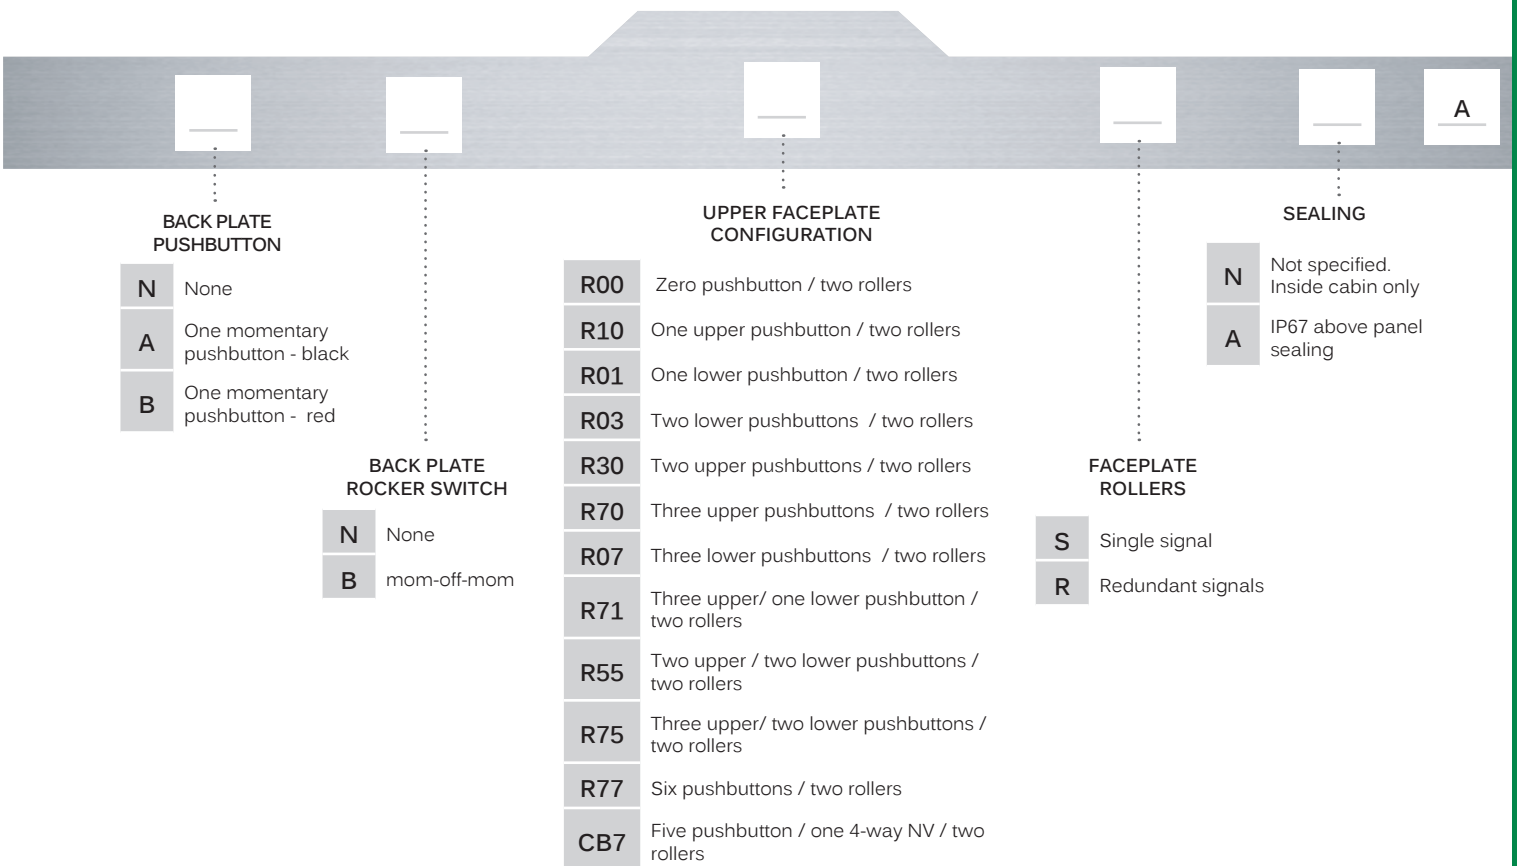 A
BACK PLATE
PUSHBUTTON
N None
A One momentary
pushbutton - black
B One momentary
pushbutton - red
BACK PLATE
ROCKER SWITCH
N None
B mom-off-mom
UPPER FACEPLATE
CONFIGURATION
R00 Zero pushbutton / two rollers
R10 One upper pushbutton / two rollers
R01 One lower pushbutton / two rollers
R03 Two lower pushbuttons / two rollers
R30 Two upper pushbuttons / two rollers
R70 Three upper pushbuttons / two rollers
R07 Three lower pushbuttons / two rollers
R71 Three upper/ one lower pushbutton /
two rollers
R55 Two upper / two lower pushbuttons /
two rollers
R75 Three upper/ two lower pushbuttons /
two rollers
R77 Six pushbuttons / two rollers
CB7 Five pushbutton / one 4-way NV / two
rollers
FACEPLATE
ROLLERS
S Single signal
R Redundant signals
SEALING
N Not specified.
Inside cabin only
A IP67 above panel
sealing